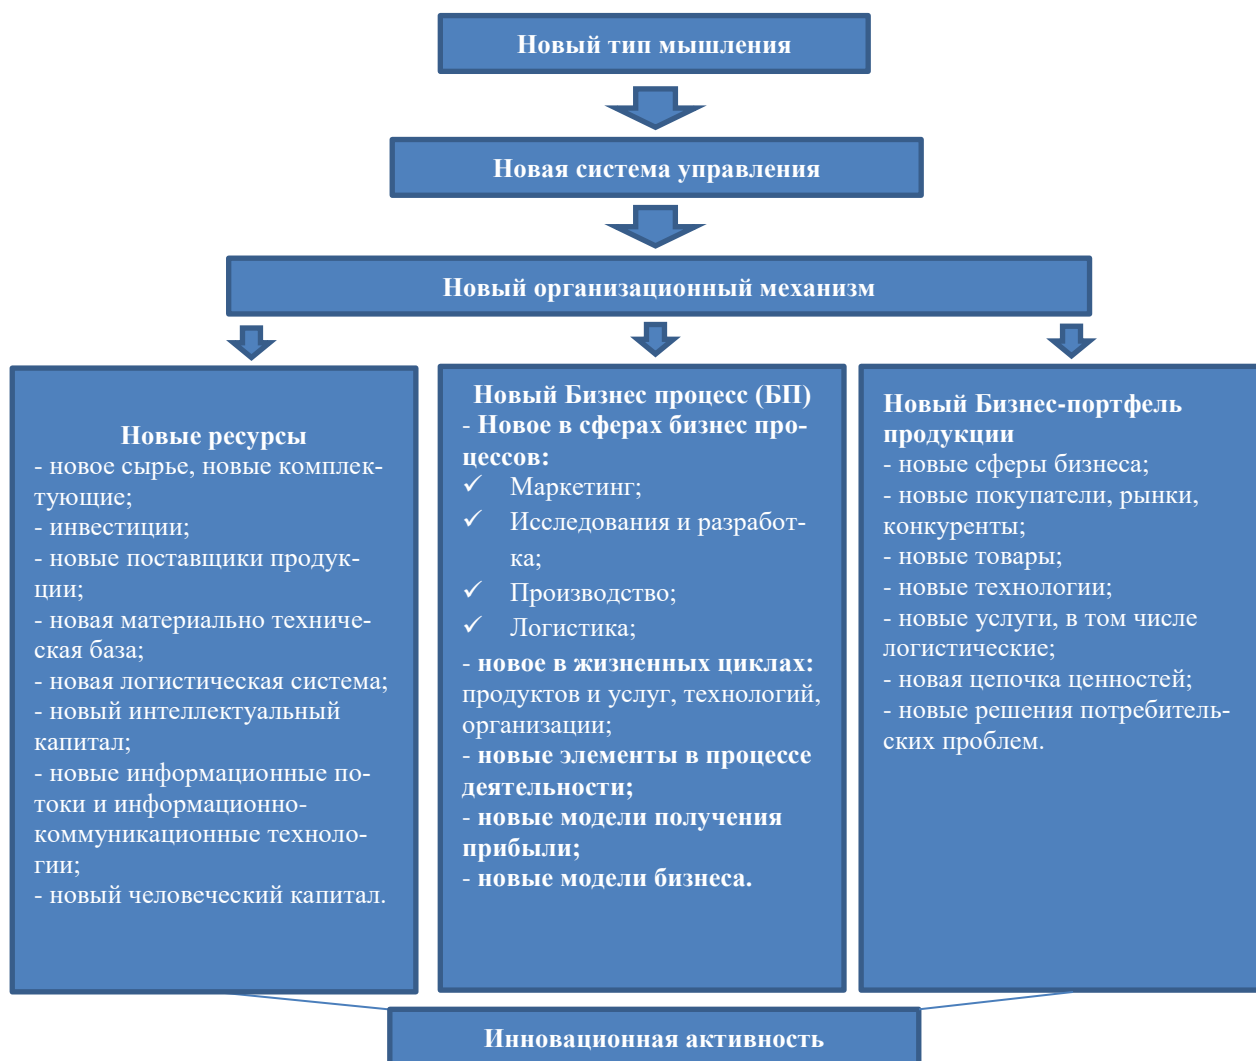 Новый тип мышления
Новая система управления
Новый организационный механизм
Новые ресурсы
- новое сырье, новые комплек-
тующие;
- инвестиции;
- новые поставщики продук-
ции;
- новая материально техниче-
ская база;
- новая логистическая система;
- новый интеллектуальный
капитал;
- новые информационные по-
токи и информационно-
коммуникационные техноло-
гии;
- новый человеческий капитал.
Новый Бизнес процесс (БП)
- Новое в сферах бизнес про-
цессов:
✓ Маркетинг;
✓ Исследования и разработ-
ка;
✓ Производство;
✓ Логистика;
- новое в жизненных циклах:
продуктов и услуг, технологий,
организации;
- новые элементы в процессе
деятельности;
- новые модели получения
прибыли;
- новые модели бизнеса.
Новый Бизнес-портфель
продукции
- новые сферы бизнеса;
- новые покупатели, рынки,
конкуренты;
- новые товары;
- новые технологии;
- новые услуги, в том числе
логистические;
- новая цепочка ценностей;
- новые решения потребитель-
ских проблем.
Инновационная активность